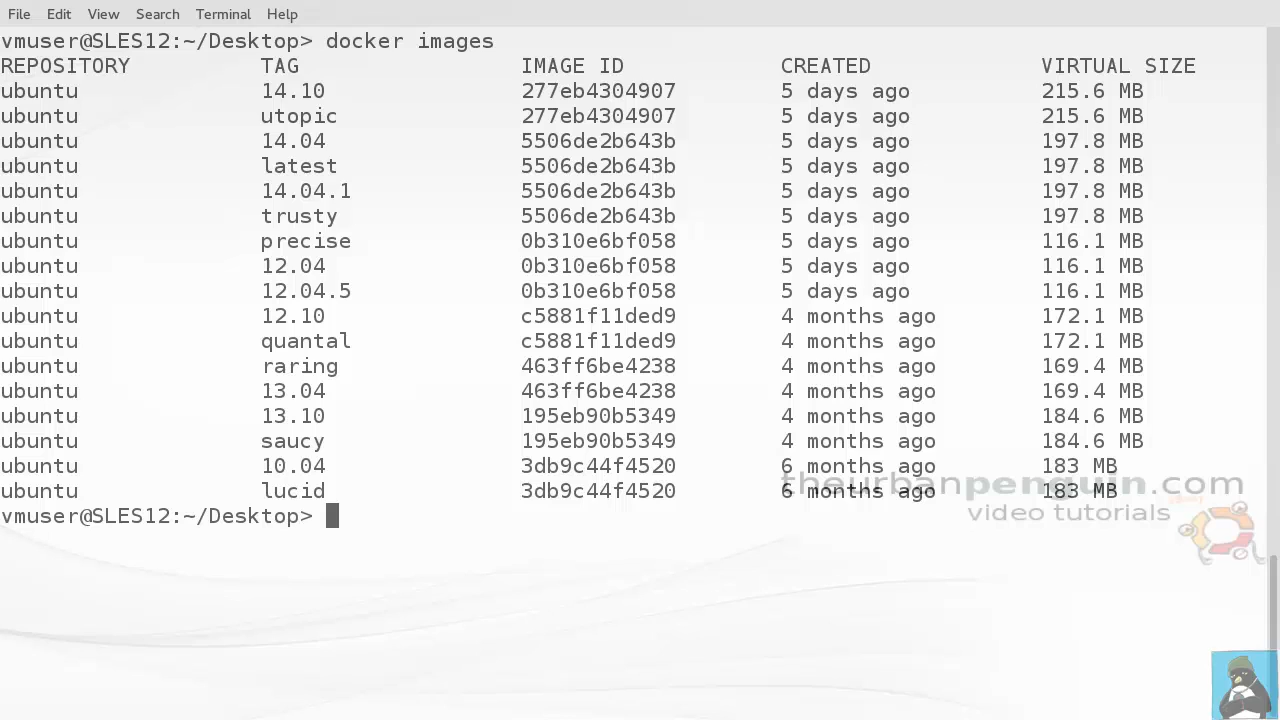 File Edit View Search Terminal Help
vmuser@SLES12:~/Desktop> docker images
REPOSITORY TAG IMAGE ID CREATED VIRTUAL SIZE
ubuntu 14.10 277eb4304907 5 days ago 215.6 MB
ubuntu utopic 277eb4304907 5 days ago 215.6 MB
ubuntu 14.04 5506de2b643b 5 days ago 197.8 MB
ubuntu latest 5506de2b643b 5 days ago 197.8 MB
ubuntu 14.04.1 5506de2b643b 5 days ago 197.8 MB
ubuntu trusty 5506de2b643b 5 days ago 197.8 MB
ubuntu precise 0b310e6bf058 5 days ago 116.1 MB
ubuntu 12.04 0b310e6bf058 5 days ago 116.1 MB
ubuntu 12.04.5 0b310e6bf058 5 days ago 116.1 MB
ubuntu 12.10 c5881f11ded9 4 months ago 172.1 MB
ubuntu quantal c5881f11ded9 4 months ago 172.1 MB
ubuntu raring 463ff6be4238 4 months ago 169.4 MB
ubuntu 13.04 463ff6be4238 4 months ago 169.4 MB
ubuntu 13.10 195eb90b5349 4 months ago 184.6 MB
ubuntu saucy 195eb90b5349 4 months ago 184.6 MB
ubuntu 10.04 3db9c44f4520 6 months ago 183 MB
ubuntu lucid 3db9c44f4520 6 months ago 183 MB
theurbanpenguin.com
video tutorials
vmuser@SLES12:~/Desktop>